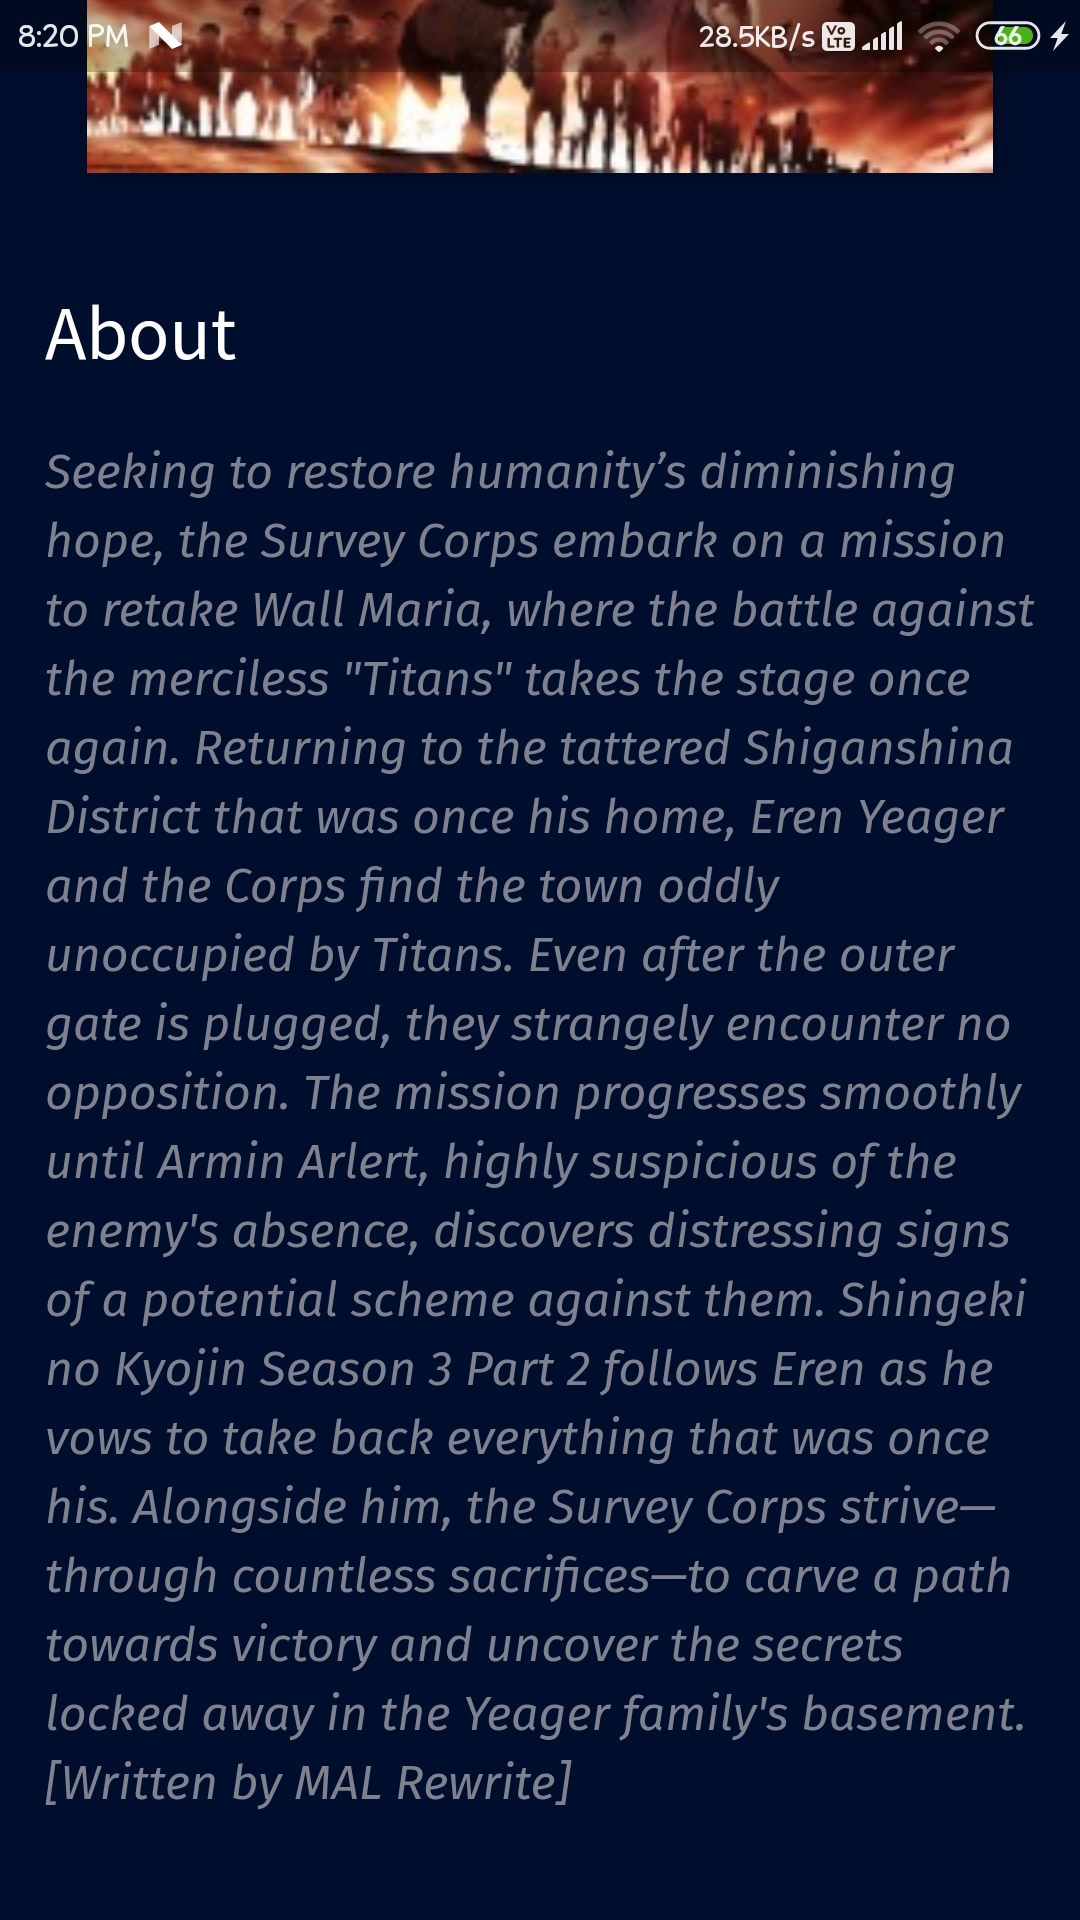 8:20 PM 28.5KB/s Vo LTE 66
About
Seeking to restore humanity’s diminishing
hope, the Survey Corps embark on a mission
to retake Wall Maria, where the battle against
the merciless "Titans" takes the stage once
again. Returning to the tattered Shiganshina
District that was once his home, Eren Yeager
and the Corps find the town oddly
unoccupied by Titans. Even after the outer
gate is plugged, they strangely encounter no
opposition. The mission progresses smoothly
until Armin Arlert, highly suspicious of the
enemy's absence, discovers distressing signs
of a potential scheme against them. Shingeki
no Kyojin Season 3 Part 2 follows Eren as he
vows to take back everything that was once
his. Alongside him, the Survey Corps strive—
through countless sacrifices—to carve a path
towards victory and uncover the secrets
locked away in the Yeager family's basement.
[Written by MAL Rewrite]